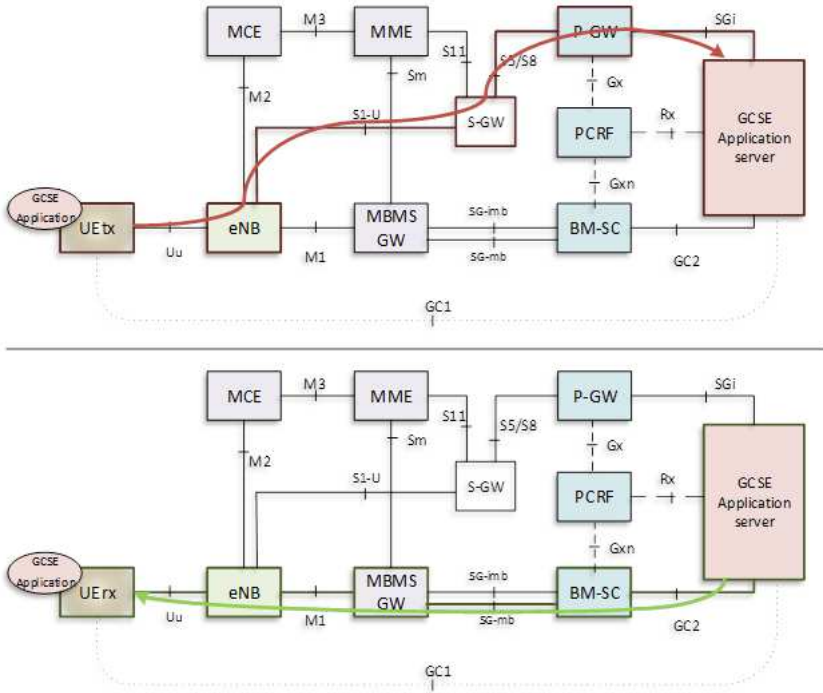 MCE
M3
MME
S11
S5/S8
P-GW
SGi
M2
Sm
Gx
S1-U
S-GW
PCRF
Rx
GCSE
Application
server
Gxn
GCSE
Application
UEtx
Uu
eNB
M1
MBMS
GW
SG-imb
SG-mb
BM-SC
GC2
GC1
MCE
M3
MME
S11
S5/S8
P-GW
SGi
M2
Sm
Gx
S1-U
S-GW
PCRF
Rx
GCSE
Application
server
Gxn
GCSE
Application
UErx
Uu
eNB
M1
MBMS
GW
SG-imb
SG-mb
BM-SC
GC2
GC1